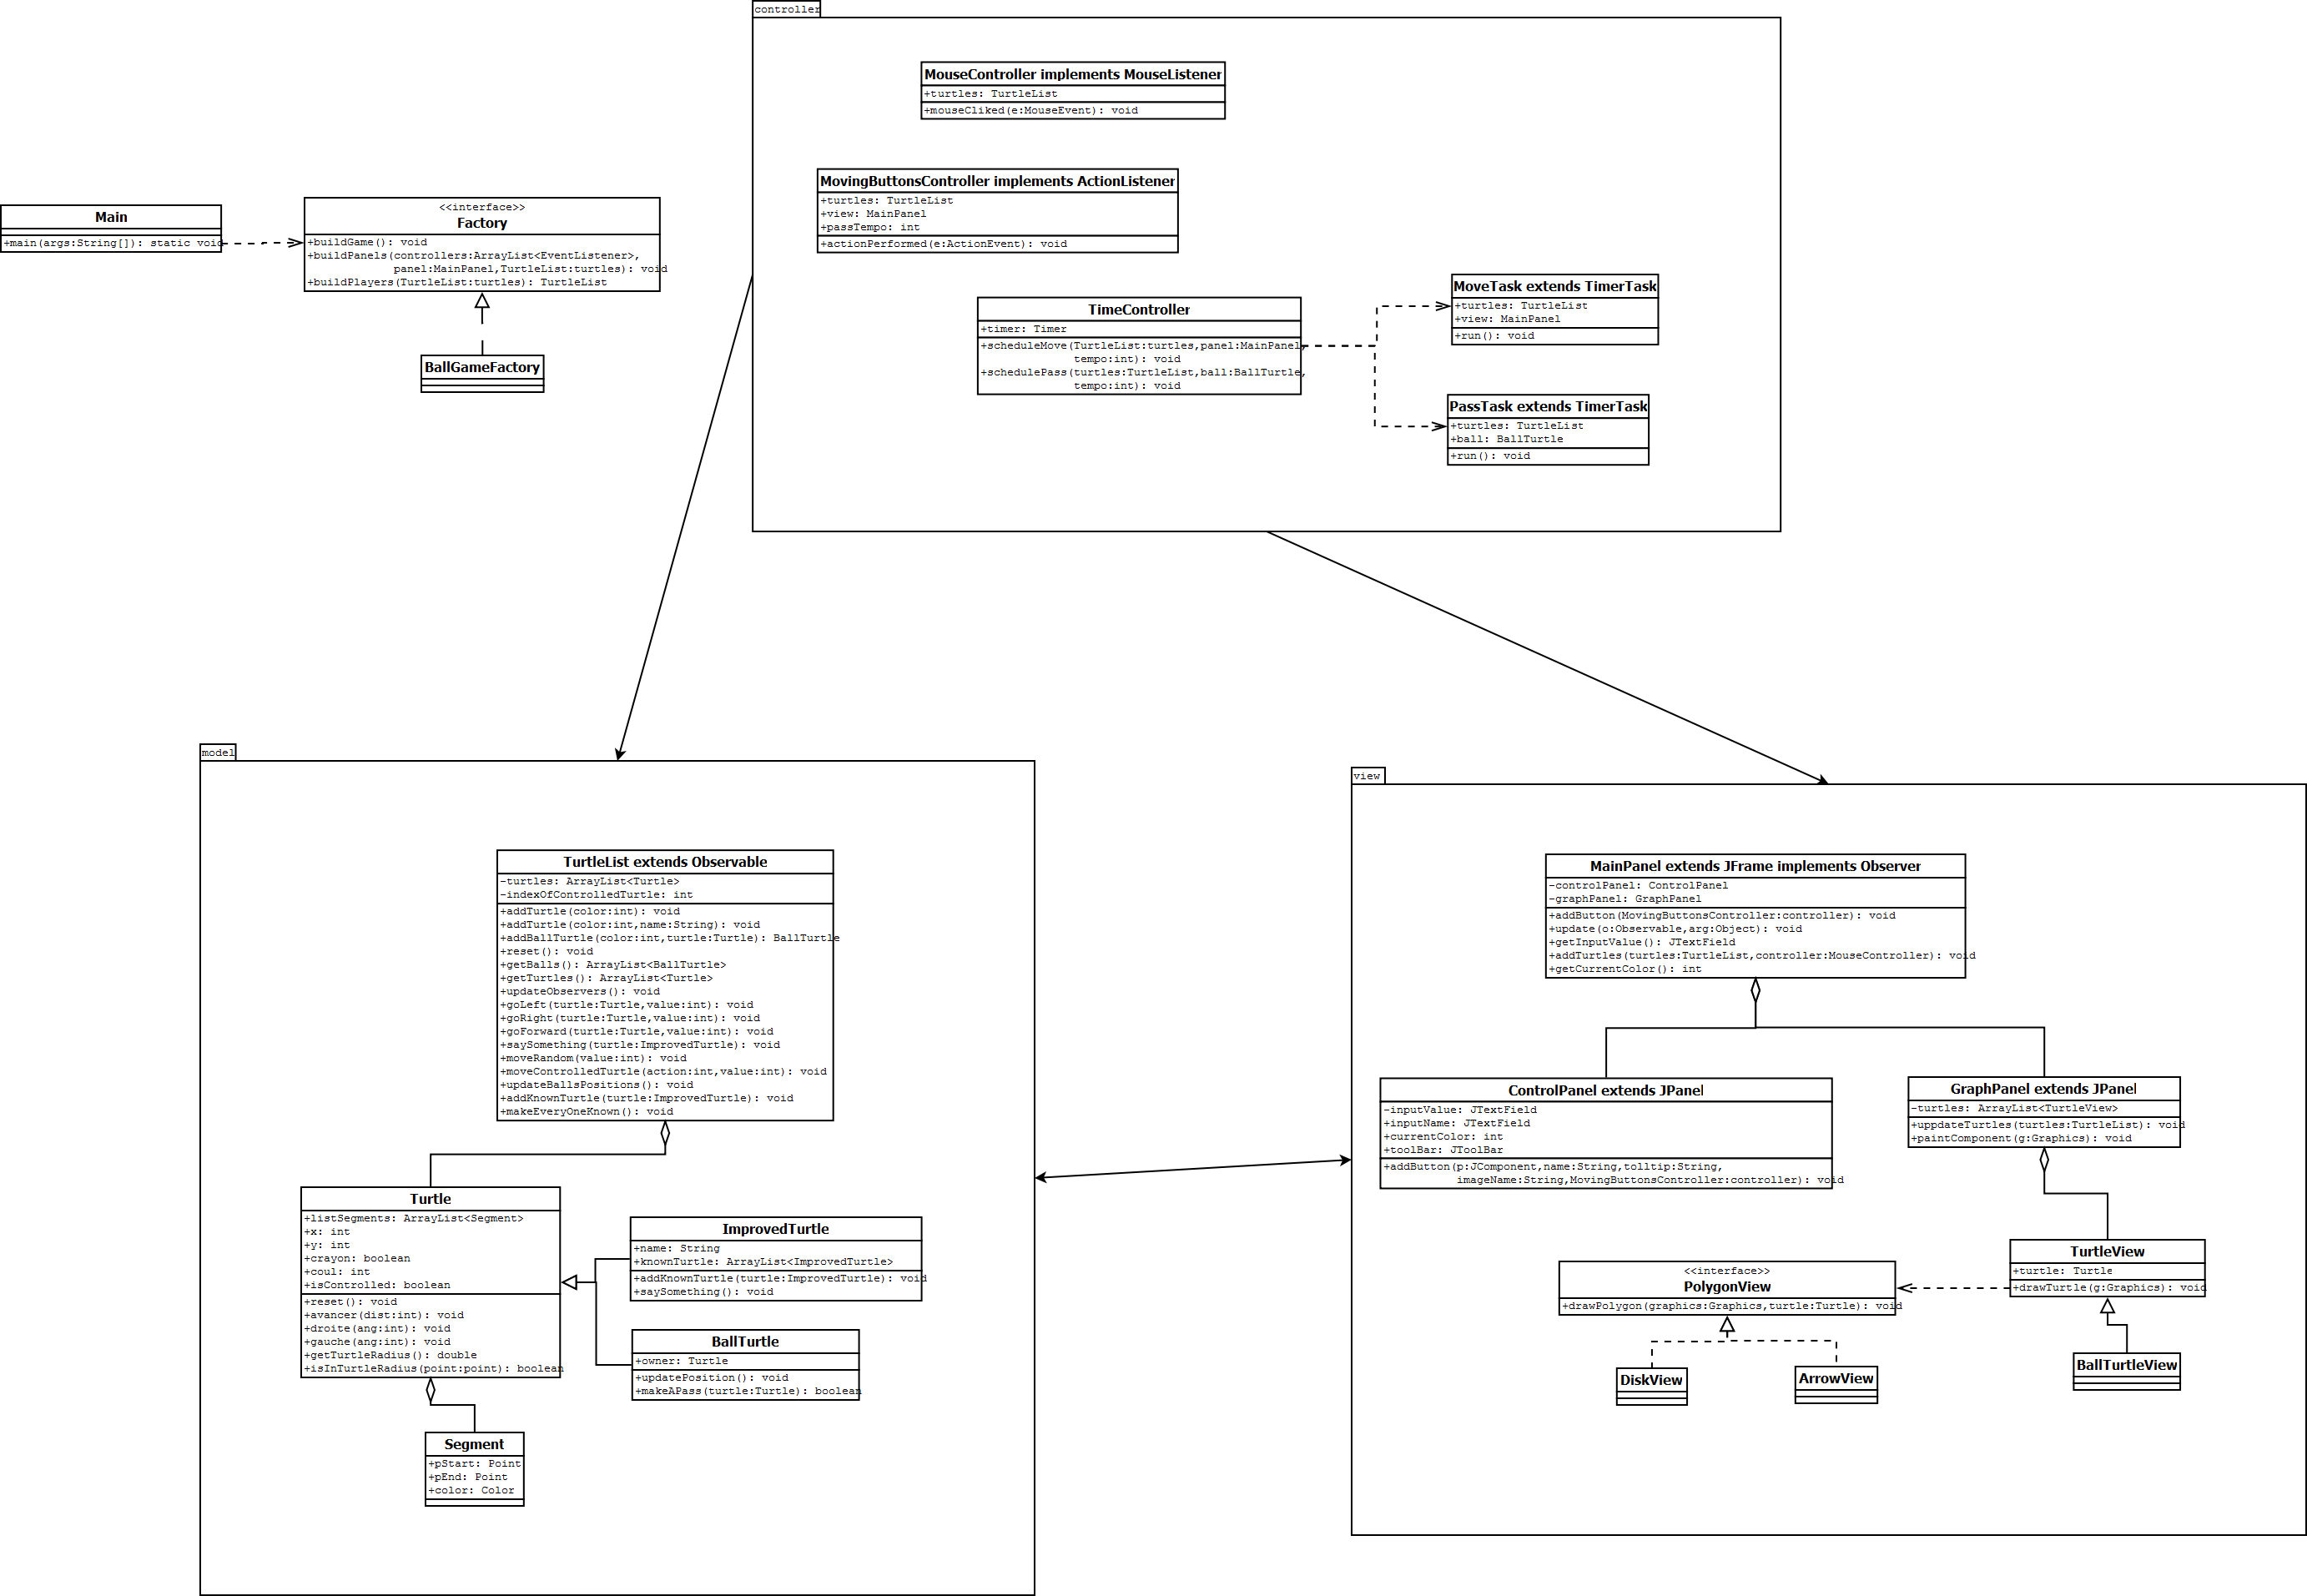 controller
MouseController implements MouseListener
+turtles: TurtleList
+mouseCliked(e:MouseEvent): void
MovingButtonsController implements ActionListener
+turtles: TurtleList
+view: MainPanel
+passTempo: int
+actionPerformed(e:ActionEvent): void
Main
+main(args:String[]): static void
<<interface>>
Factory
+buildGame(): void
+buildPanels(controllers:ArrayList<EventListener>,
panel:MainPanel,TurtleList:turtles): void
+buildPlayers(TurtleList:turtles): TurtleList
BallGameFactory
TimeController
+timer: Timer
+scheduleMove(TurtleList:turtles,panel:MainPanel,
tempo:int): void
+schedulePass(turtles:TurtleList,ball:BallTurtle,
tempo:int): void
MoveTask extends TimerTask
+turtles: TurtleList
+view: MainPanel
+run(): void
PassTask extends TimerTask
+turtles: TurtleList
+ball: BallTurtle
+run(): void
model
TurtleList extends Observable
-turtles: ArrayList<Turtle>
-indexOfControlledTurtle: int
+addTurtle(color:int): void
+addTurtle(color:int,name:String): void
+addBallTurtle(color:int,turtle:Turtle): BallTurtle
+reset(): void
+getBalls(): ArrayList<BallTurtle>
+getTurtles(): ArrayList<Turtle>
+updateObservers(): void
+goLeft(turtle:Turtle,value:int): void
+goRight(turtle:Turtle,value:int): void
+goForward(turtle:Turtle,value:int): void
+saySomething(turtle:ImprovedTurtle): void
+moveRandom(value:int): void
+moveControlledTurtle(action:int,value:int): void
+updateBallsPositions(): void
+addKnownTurtle(turtle:ImprovedTurtle): void
+makeEveryOneKnown(): void
Turtle
+listSegments: ArrayList<Segment>
+x: int
+y: int
+crayon: boolean
+coul: int
+isControlled: boolean
+reset(): void
+avancer(dist:int): void
+droite(ang:int): void
+gauche(ang:int): void
+getTurtleRadius(): double
+isInTurtleRadius(point:point): boolean
ImprovedTurtle
+name: String
+knownTurtle: ArrayList<ImprovedTurtle>
+addKnownTurtle(turtle:ImprovedTurtle): void
+saySomething(): void
BallTurtle
+owner: Turtle
+updatePosition(): void
+makeAPass(turtle:Turtle): boolean
Segment
+pStart: Point
+pEnd: Point
+color: Color
view
MainPanel extends JFrame implements Observer
-controlPanel: ControlPanel
-graphPanel: GraphPanel
+addButton(MovingButtonsController:controller): void
+update(o:Observable,arg:Object): void
+getInputValue(): JTextField
+addTurtles(turtles:TurtleList,controller:MouseController): void
+getCurrentColor(): int
ControlPanel extends JPanel
-inputValue: JTextField
+inputName: JTextField
+currentColor: int
+toolBar: JToolBar
+addButton(p:JComponent,name:String,tolltip:String,
imageName:String,MovingButtonsController:controller): void
GraphPanel extends JPanel
-turtles: ArrayList<TurtleView>
+uppdateTurtles(turtles:TurtleList): void
+paintComponent(g:Graphics): void
TurtleView
+turtle: Turtle
+drawTurtle(g:Graphics): void
<<interface>>
PolygonView
+drawPolygon(graphics:Graphics,turtle:Turtle): void
DiskView
ArrowView
BallTurtleView